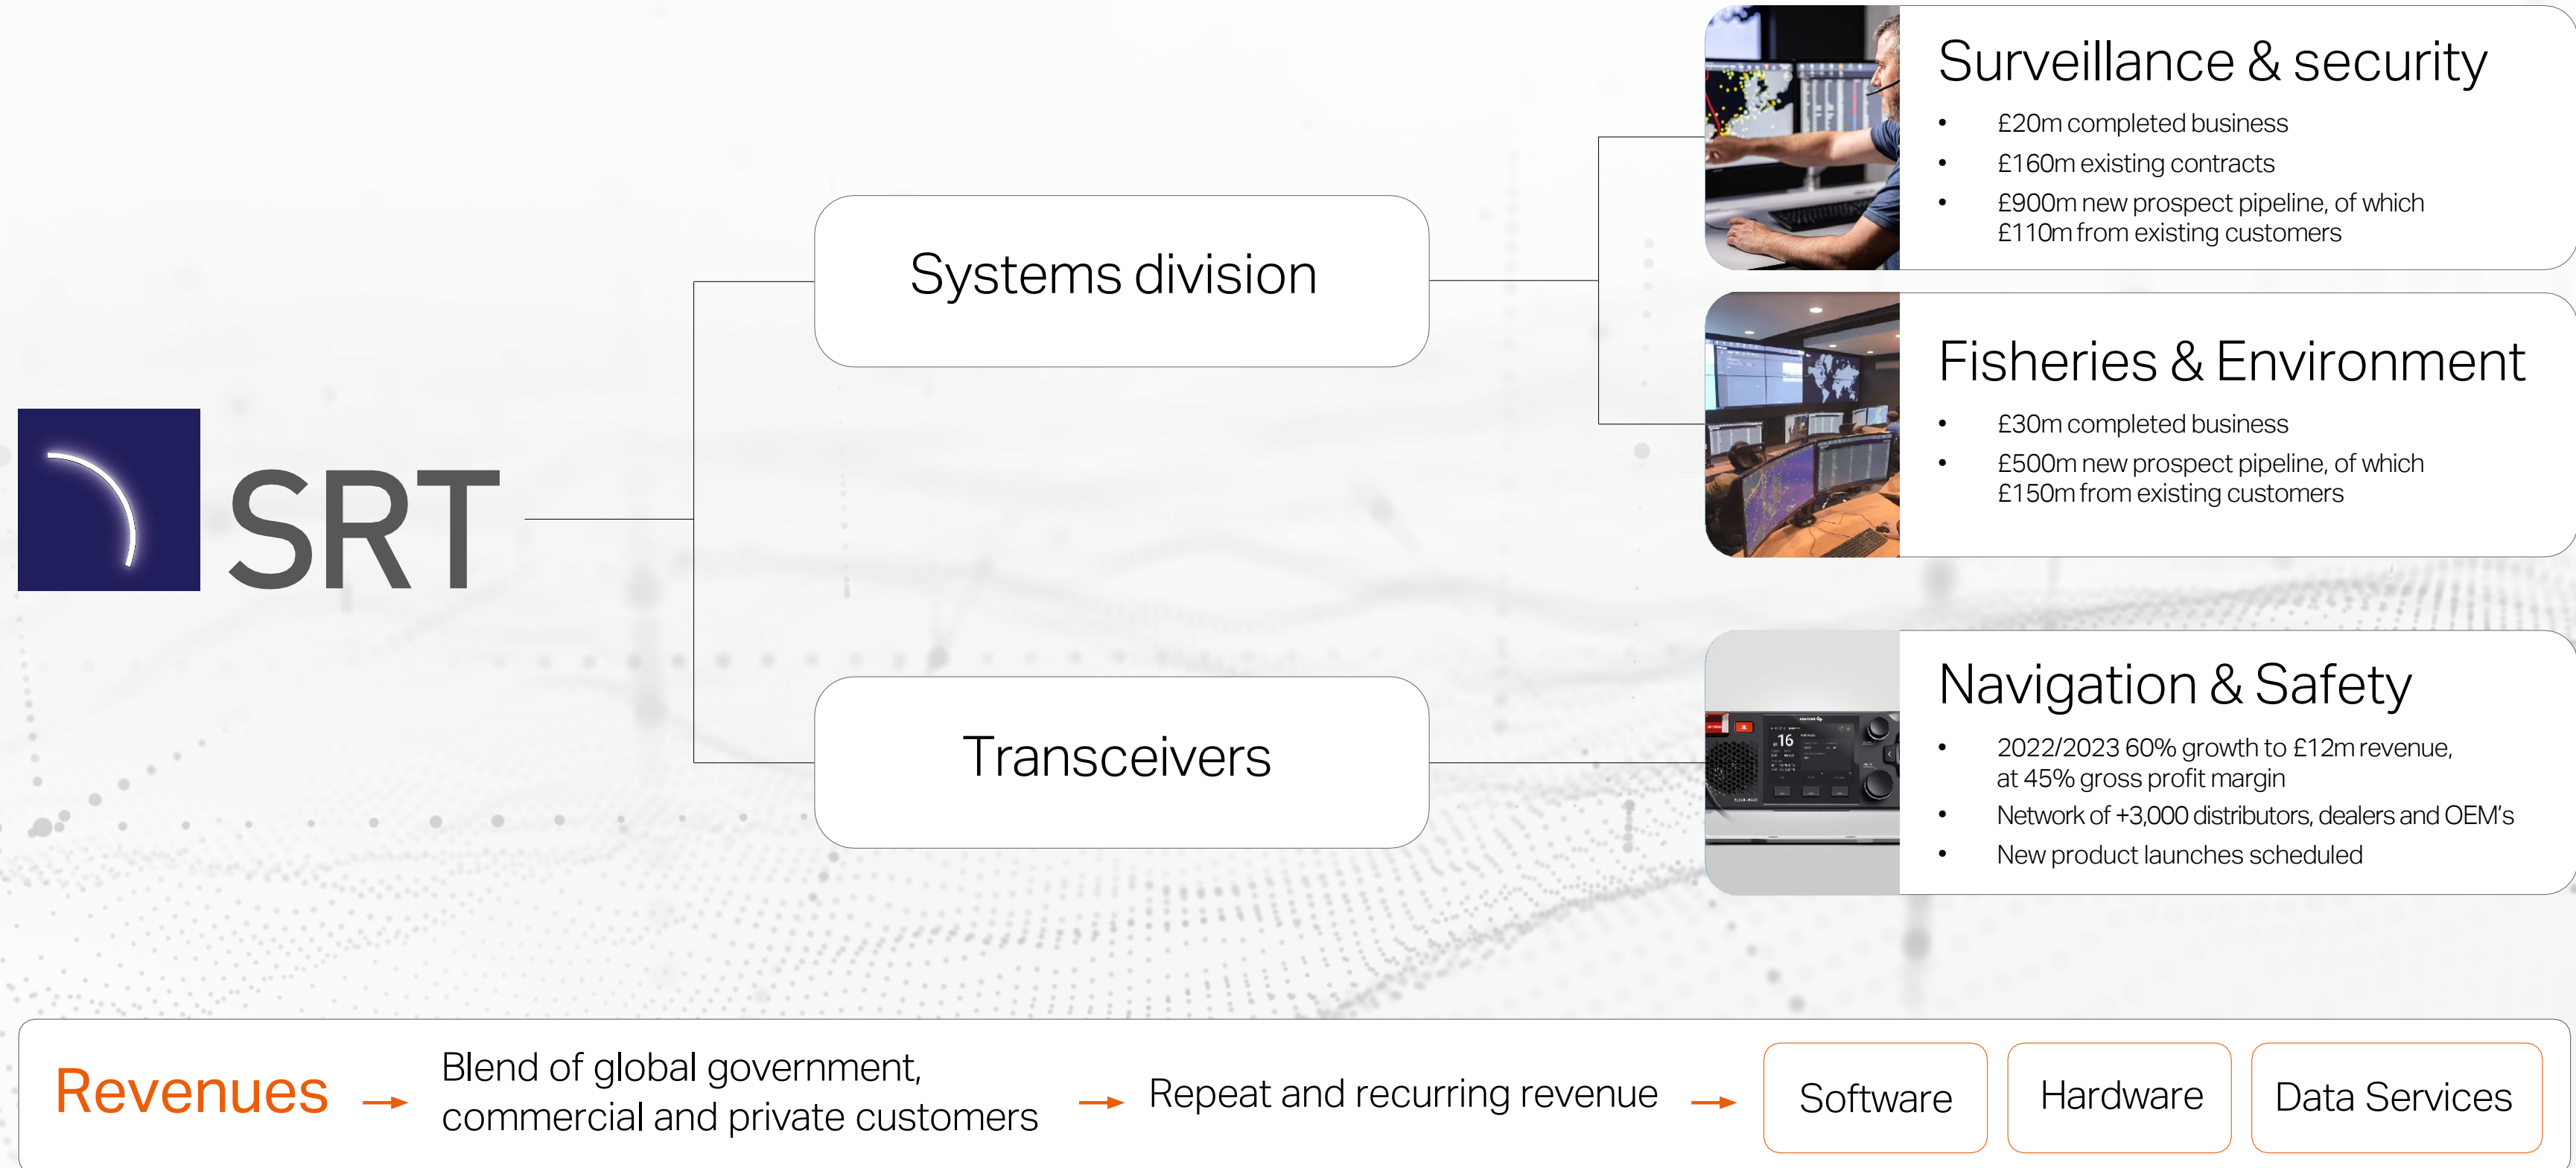 SRT
Systems division
Transceivers
Surveillance & security
• £20m completed business
• £160m existing contracts
• £900m new prospect pipeline, of which
£110m from existing customers
Fisheries & Environment
• £30m completed business
• £500m new prospect pipeline, of which
£150m from existing customers
Navigation & Safety
• 2022/2023 60% growth to £12m revenue,
at 45% gross profit margin
• Network of +3,000 distributors, dealers and OEM's
• New product launches scheduled
16
Revenues
Blend of global government,
commercial and private customers
Repeat and recurring revenue
Software
Hardware
Data Services